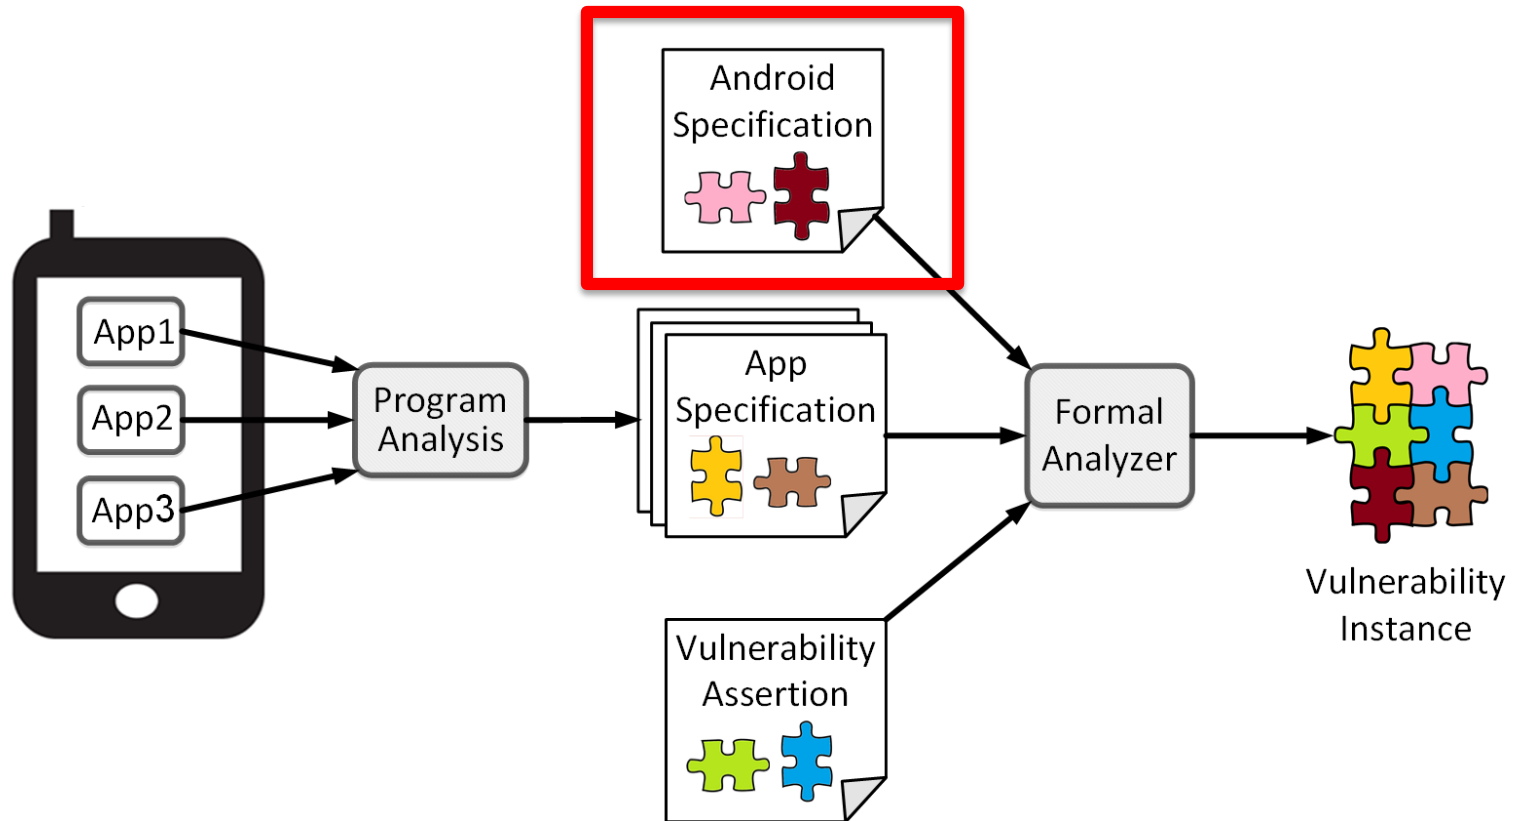 Android
Specification
App1
App2
App3
Program
Analysis
App
Specification
Formal
Analyzer
Vulnerability
Assertion
Vulnerability
Instance